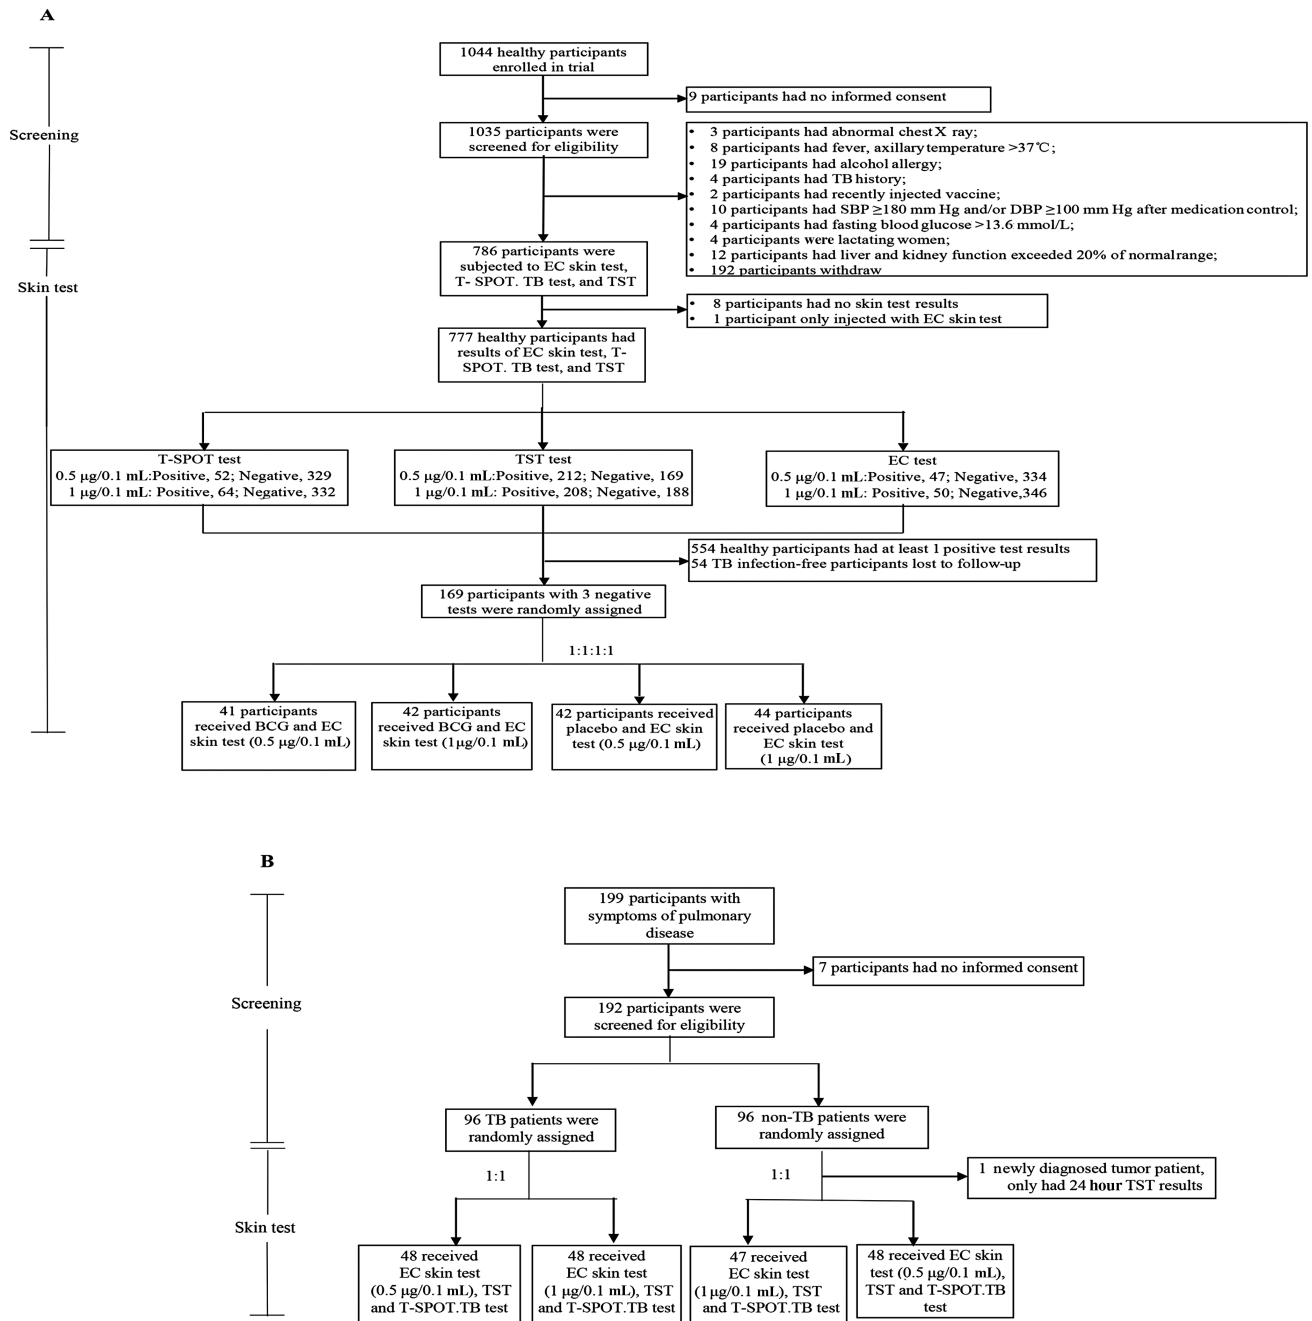 A
1044 healthy participants
enrolled in trial
9 participants had no informed consent
Screening
1035 participants were
screened for eligibility
• 3 participants had abnormal chest X ray;
• 8 participants had fever, axillary temperature >37℃;
• 19 participants had alcohol allergy;
• 4 participants had TB history;
• 2 participants had recently injected vaccine;
• 10 participants had SBP ≥180 mm Hg and/or DBP ≥100 mm Hg after medication control;
• 4 participants had fasting blood glucose >13.6 mmol/L;
• 4 participants were lactating women;
• 12 participants had liver and kidney function exceeded 20% of normal range;
• 192 participants withdraw
786 participants were
subjected to EC skin test,
T- SPOT. TB test, and TST
Skin test
• 8 participants had no skin test results
• 1 participant only injected with EC skin test
777 healthy participants had
results of EC skin test, T-
SPOT. TB test, and TST
T-SPOT test
0.5 μg/0.1 mL:Positive, 52; Negative, 329
1 μg/0.1 mL: Positive, 64; Negative, 332
TST test
0.5 μg/0.1 mL:Positive, 212; Negative, 169
1 μg/0.1 mL: Positive, 208; Negative, 188
EC test
0.5 μg/0.1 mL:Positive, 47; Negative, 334
1 μg/0.1 mL: Positive, 50; Negative,346
554 healthy participants had at least 1 positive test results
54 TB infection-free participants lost to follow-up
169 participants with 3 negative
tests were randomly assigned
1:1:1:1
41 participants
received BCG and EC
skin test (0.5 μg/0.1 mL)
42 participants
received BCG and EC
skin test (1μg/0.1 mL)
42 participants received
placebo and EC skin
test (0.5 μg/0.1 mL)
44 participants
received placebo and
EC skin test
(1 μg/0.1 mL)
B
199 participants with
symptoms of pulmonary
disease
7 participants had no informed consent
Screening
192 participants were
screened for eligibility
96 TB patients were
randomly assigned
96 non-TB patients were
randomly assigned
1:1
1:1
1 newly diagnosed tumor patient,
only had 24 hour TST results
Skin test
48 received
EC skin test
(0.5 μg/0.1 mL), TST
and T-SPOT.TB test
48 received
EC skin test
(1 μg/0.1 mL), TST
and T-SPOT.TB test
47 received
EC skin test
(1μg/0.1 mL), TST
and T-SPOT.TB test
48 received EC skin
test (0.5 μg/0.1 mL),
TST and T-SPOT.TB
test